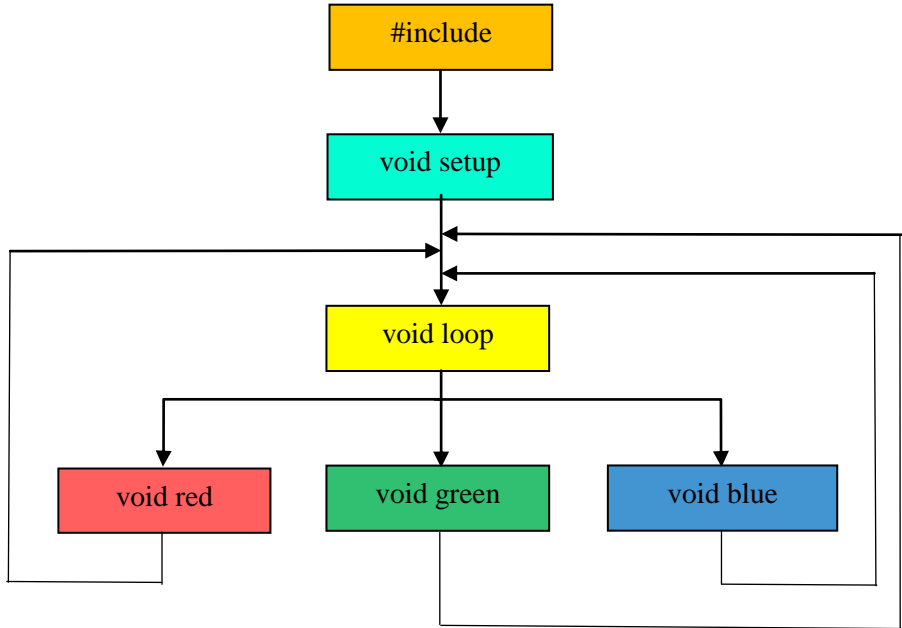 #include
void setup
void loop
void red
void green
void blue